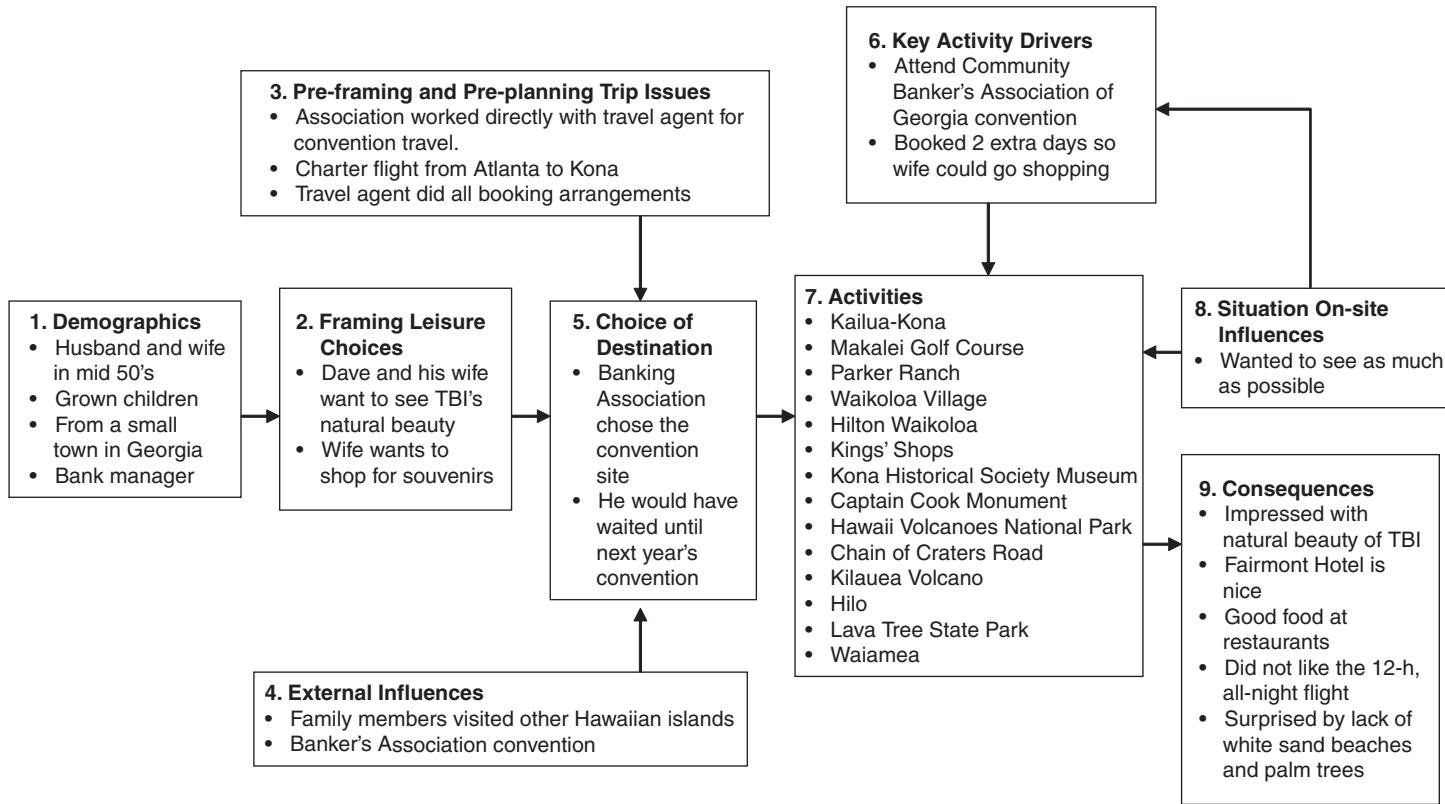 1. Demographics
• Husband and wife
in mid 50's
• Grown children
• From a small
town in Georgia
• Bank manager
2. Framing Leisure
Choices
• Dave and his wife
want to see TBI's
natural beauty
• Wife wants to
shop for souvenirs
3. Pre-framing and Pre-planning Trip Issues
• Association worked directly with travel agent for
convention travel.
• Charter flight from Atlanta to Kona
• Travel agent did all booking arrangements
4. External Influences
• Family members visited other Hawaiian islands
• Banker's Association convention
5. Choice of
Destination
• Banking
Association
chose the
convention
site
• He would have
waited until
next year's
convention
6. Key Activity Drivers
• Attend Community
Banker's Association of
Georgia convention
• Booked 2 extra days so
wife could go shopping
7. Activities
• Kailua-Kona
• Makalei Golf Course
• Parker Ranch
• Waikoloa Village
• Hilton Waikoloa
• Kings' Shops
• Kona Historical Society Museum
• Captain Cook Monument
• Hawaii Volcanoes National Park
• Chain of Craters Road
• Kilauea Volcano
• Hilo
• Lava Tree State Park
• Waiamea
8. Situation On-site
Influences
• Wanted to see as much
as possible
9. Consequences
• Impressed with
natural beauty of TBI
• Fairmont Hotel is
nice
• Good food at
restaurants
• Did not like the 12-h,
all-night flight
• Surprised by lack of
white sand beaches
and palm trees